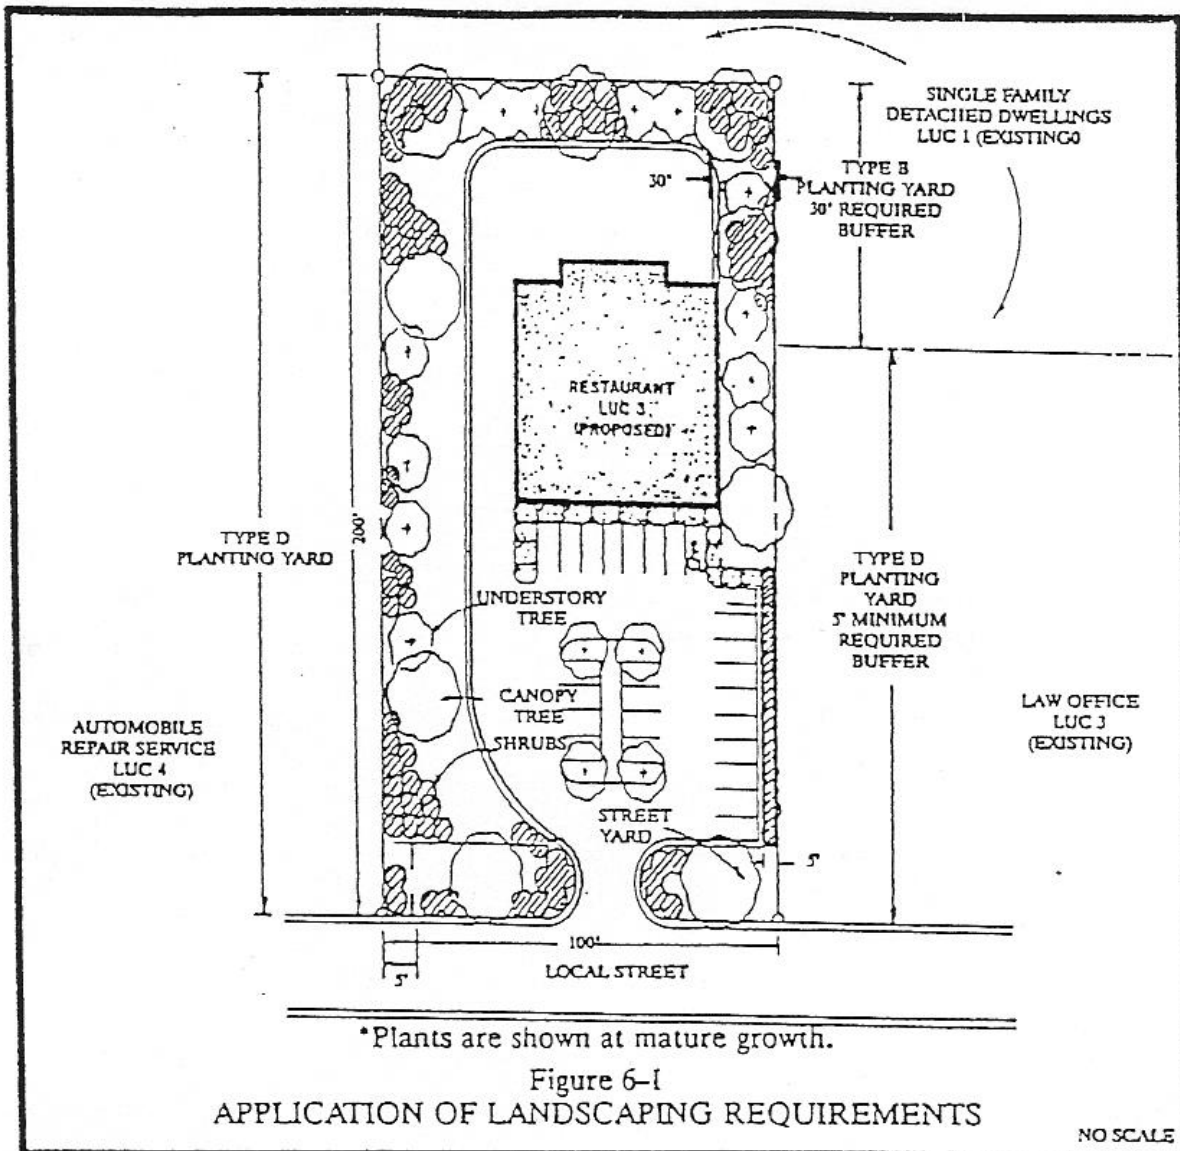 SINGLE FAMILY
DETACHED DWELLINGS
LUC 1 (EXISTING0
TYPE B
PLANTING YARD
30' REQUIRED
BUFFER
30'
RESTAURANT
LUC 3
(PROPOSED)
TYPE D
PLANTING YARD
200'
TYPE D
PLANTING
YARD
5' MINIMUM
REQUIRED
BUFFER
UNDERSTORY
TREE
CANOPY
TREE
SHRUBS
AUTOMOBILE
REPAIR SERVICE
LUC 4
(EXISTING)
LAW OFFICE
LUC 3
(EXISTING)
STREET
YARD
5'
100'
5'
LOCAL STREET
*Plants are shown at mature growth.
Figure 6-1
APPLICATION OF LANDSCAPING REQUIREMENTS
NO SCALE